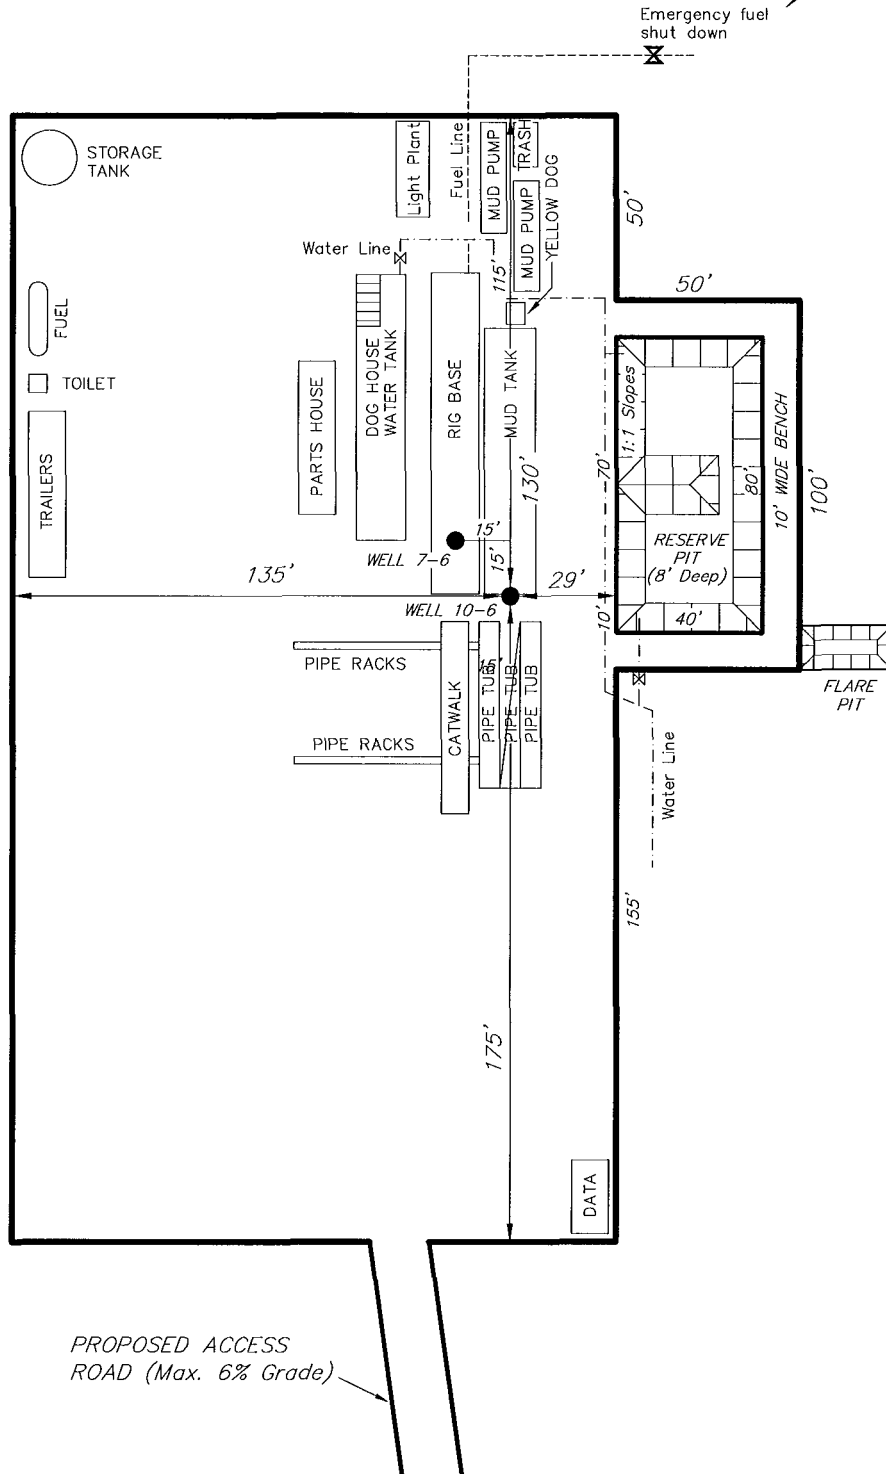 Emergency fuel
shut down
STORAGE
TANK
Light Plant
Fuel Line
MUD PUMP
TRASH
MUD PUMP
YELLOW DOG
50'
Water Line
115'
50'
FUEL
TOILET
TRAILERS
PARTS HOUSE
DOG HOUSE
WATER TANK
RIG BASE
MUD TANK
130'
1:1 Slopes
70'
80'
10' WIDE BENCH
100'
RESERVE
PIT
(8' Deep)
15'
WELL 7-6
15'
135'
29'
WELL 10-6
10'
40'
PIPE RACKS
15'
CATWALK
PIPE TUB
PIPE TUB
PIPE TUB
PIPE RACKS
FLARE
PIT
Water Line
155'
175'
DATA
PROPOSED ACCESS
ROAD (Max. 6% Grade)